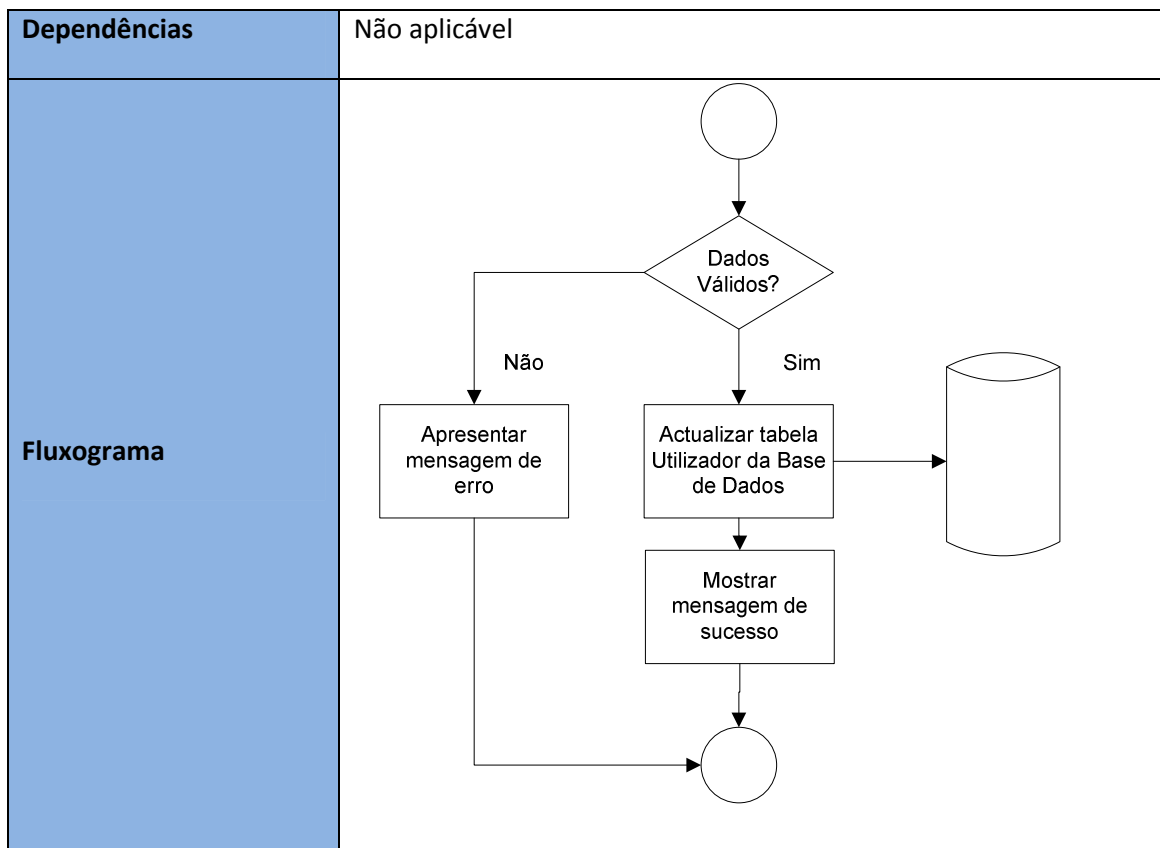 Dependências
Não aplicável
Fluxograma
Dados
Válidos?
Não
Sim
Apresentar
mensagem de
erro
Actualizar tabela
Utilizador da Base
de Dados
Mostrar
mensagem de
sucesso